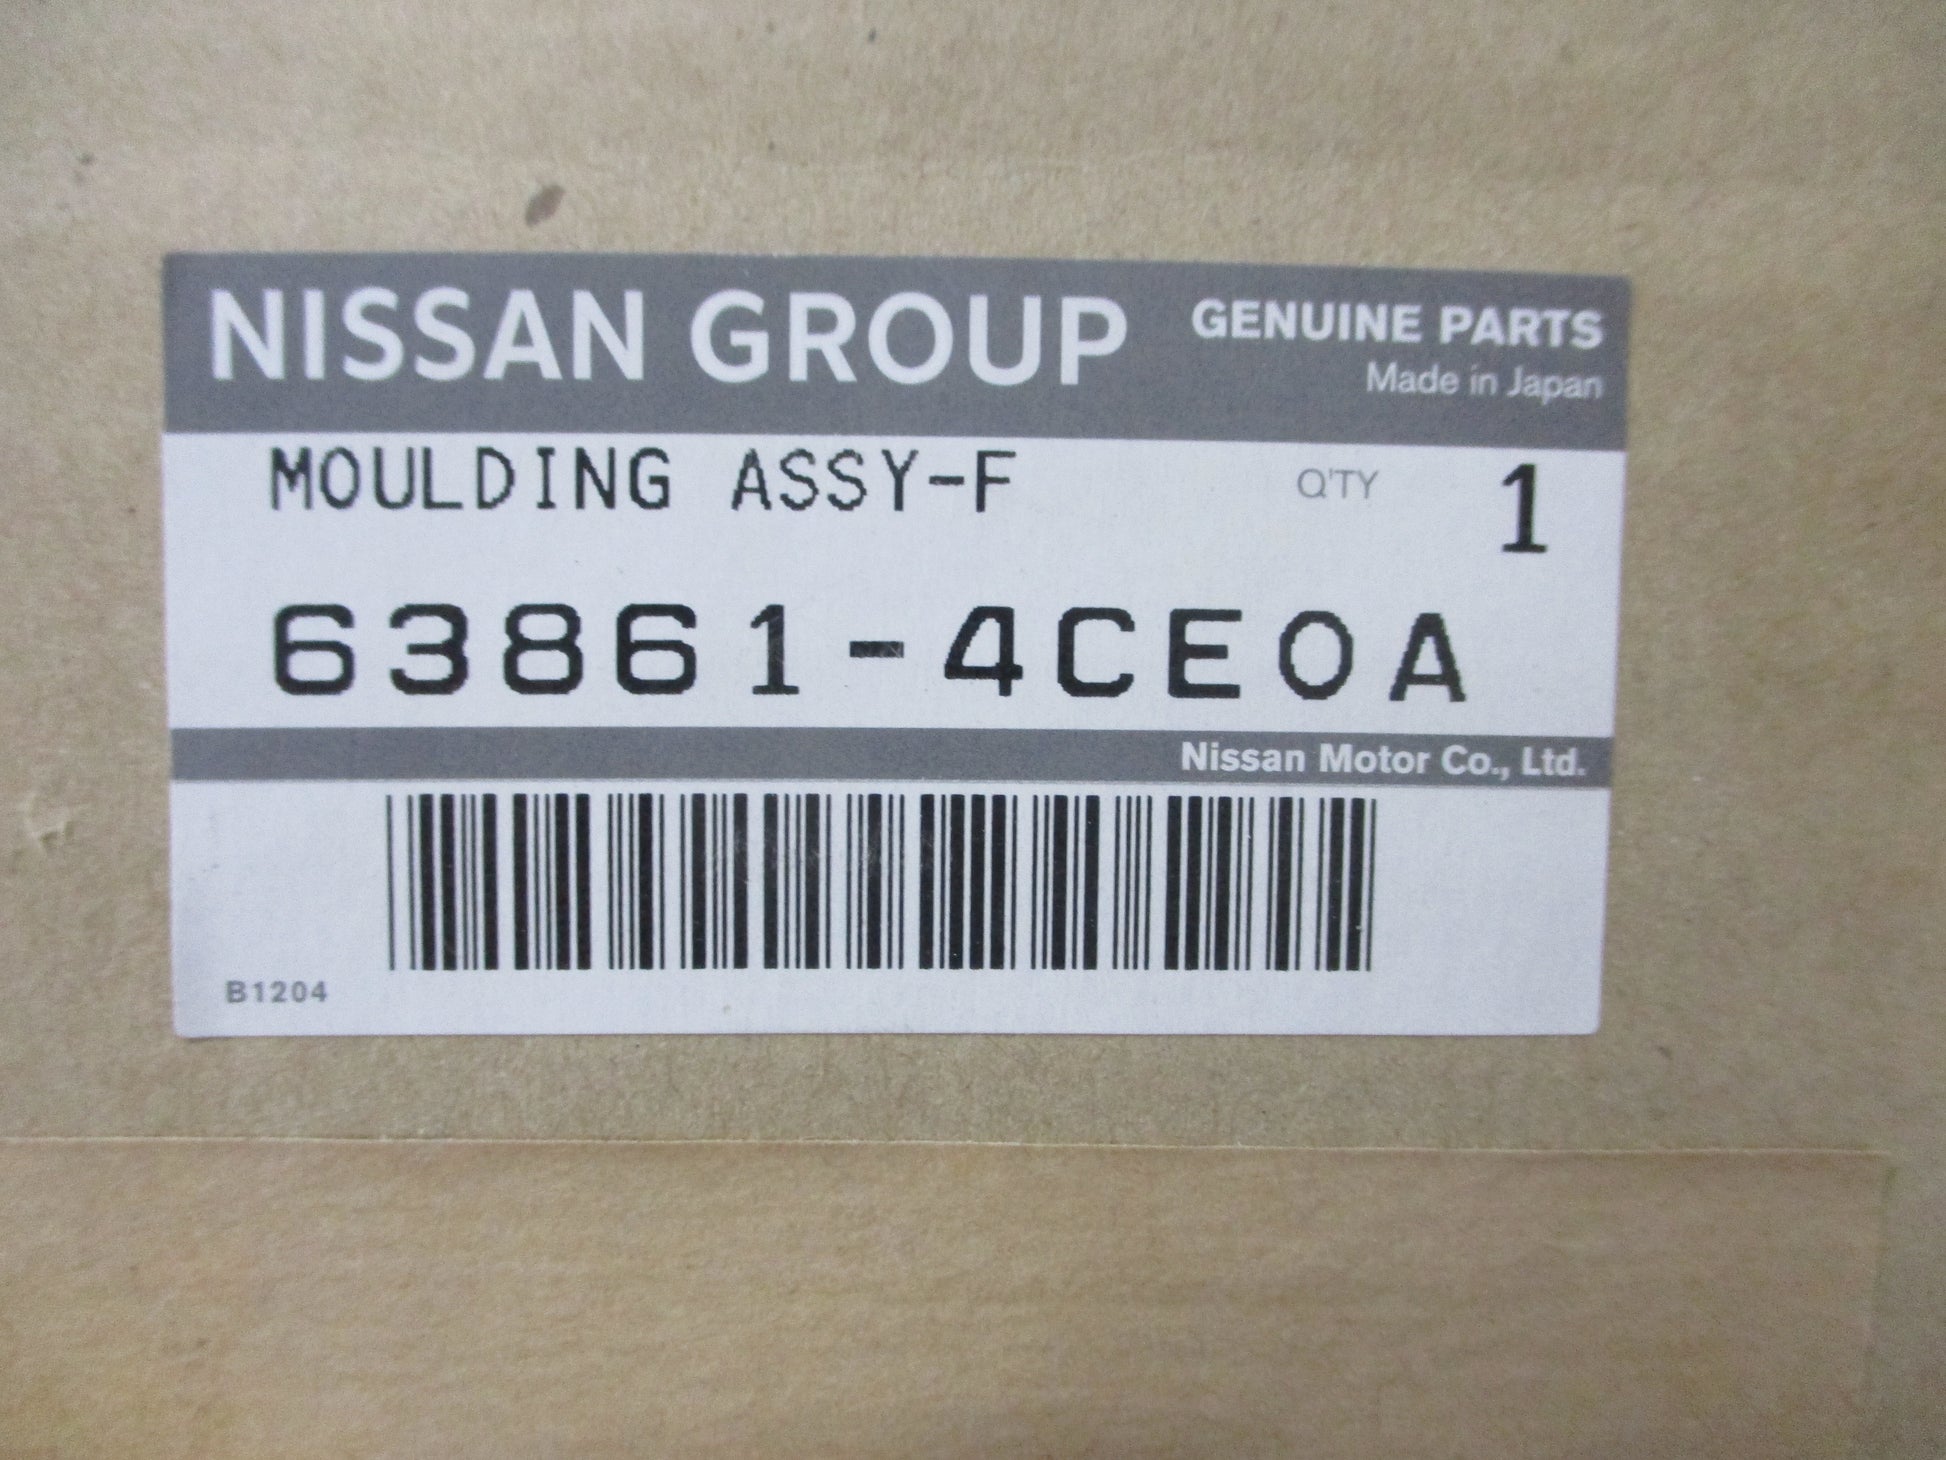 NISSAN GROUP GENUINE PARTS
Made in Japan
MOULDING ASSY-F Q'TY 1
63861-4CE0A
Nissan Motor Co., Ltd.
B1204